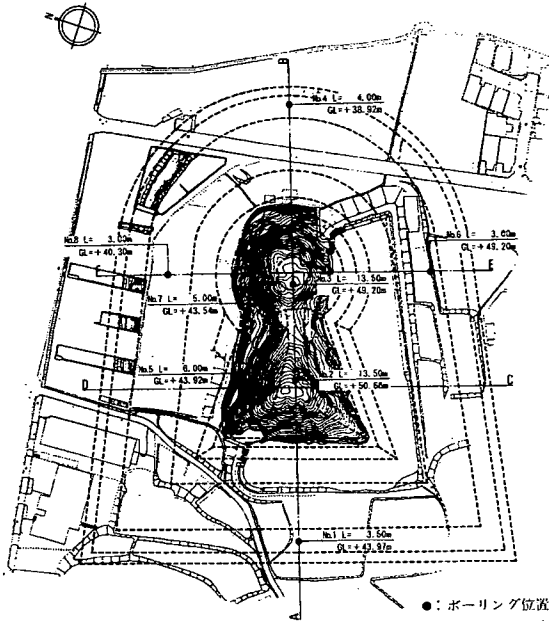 N
B
No.4 L= 4.00m
GL=+38.92m
No.8 L= 3.00m
GL=+40.30m
No.6 L= 3.00m
GL=+49.20m
E
No.3 L= 13.50m
GL=+49.20m
No.7 L= 5.00m
GL=+43.54m
No.5 L= 6.00m
GL=+43.92m
No.2 L= 13.50m
GL=+50.66m
D
C
No.1 L= 3.50m
GL=+43.97m
A
●:ボーリング位置